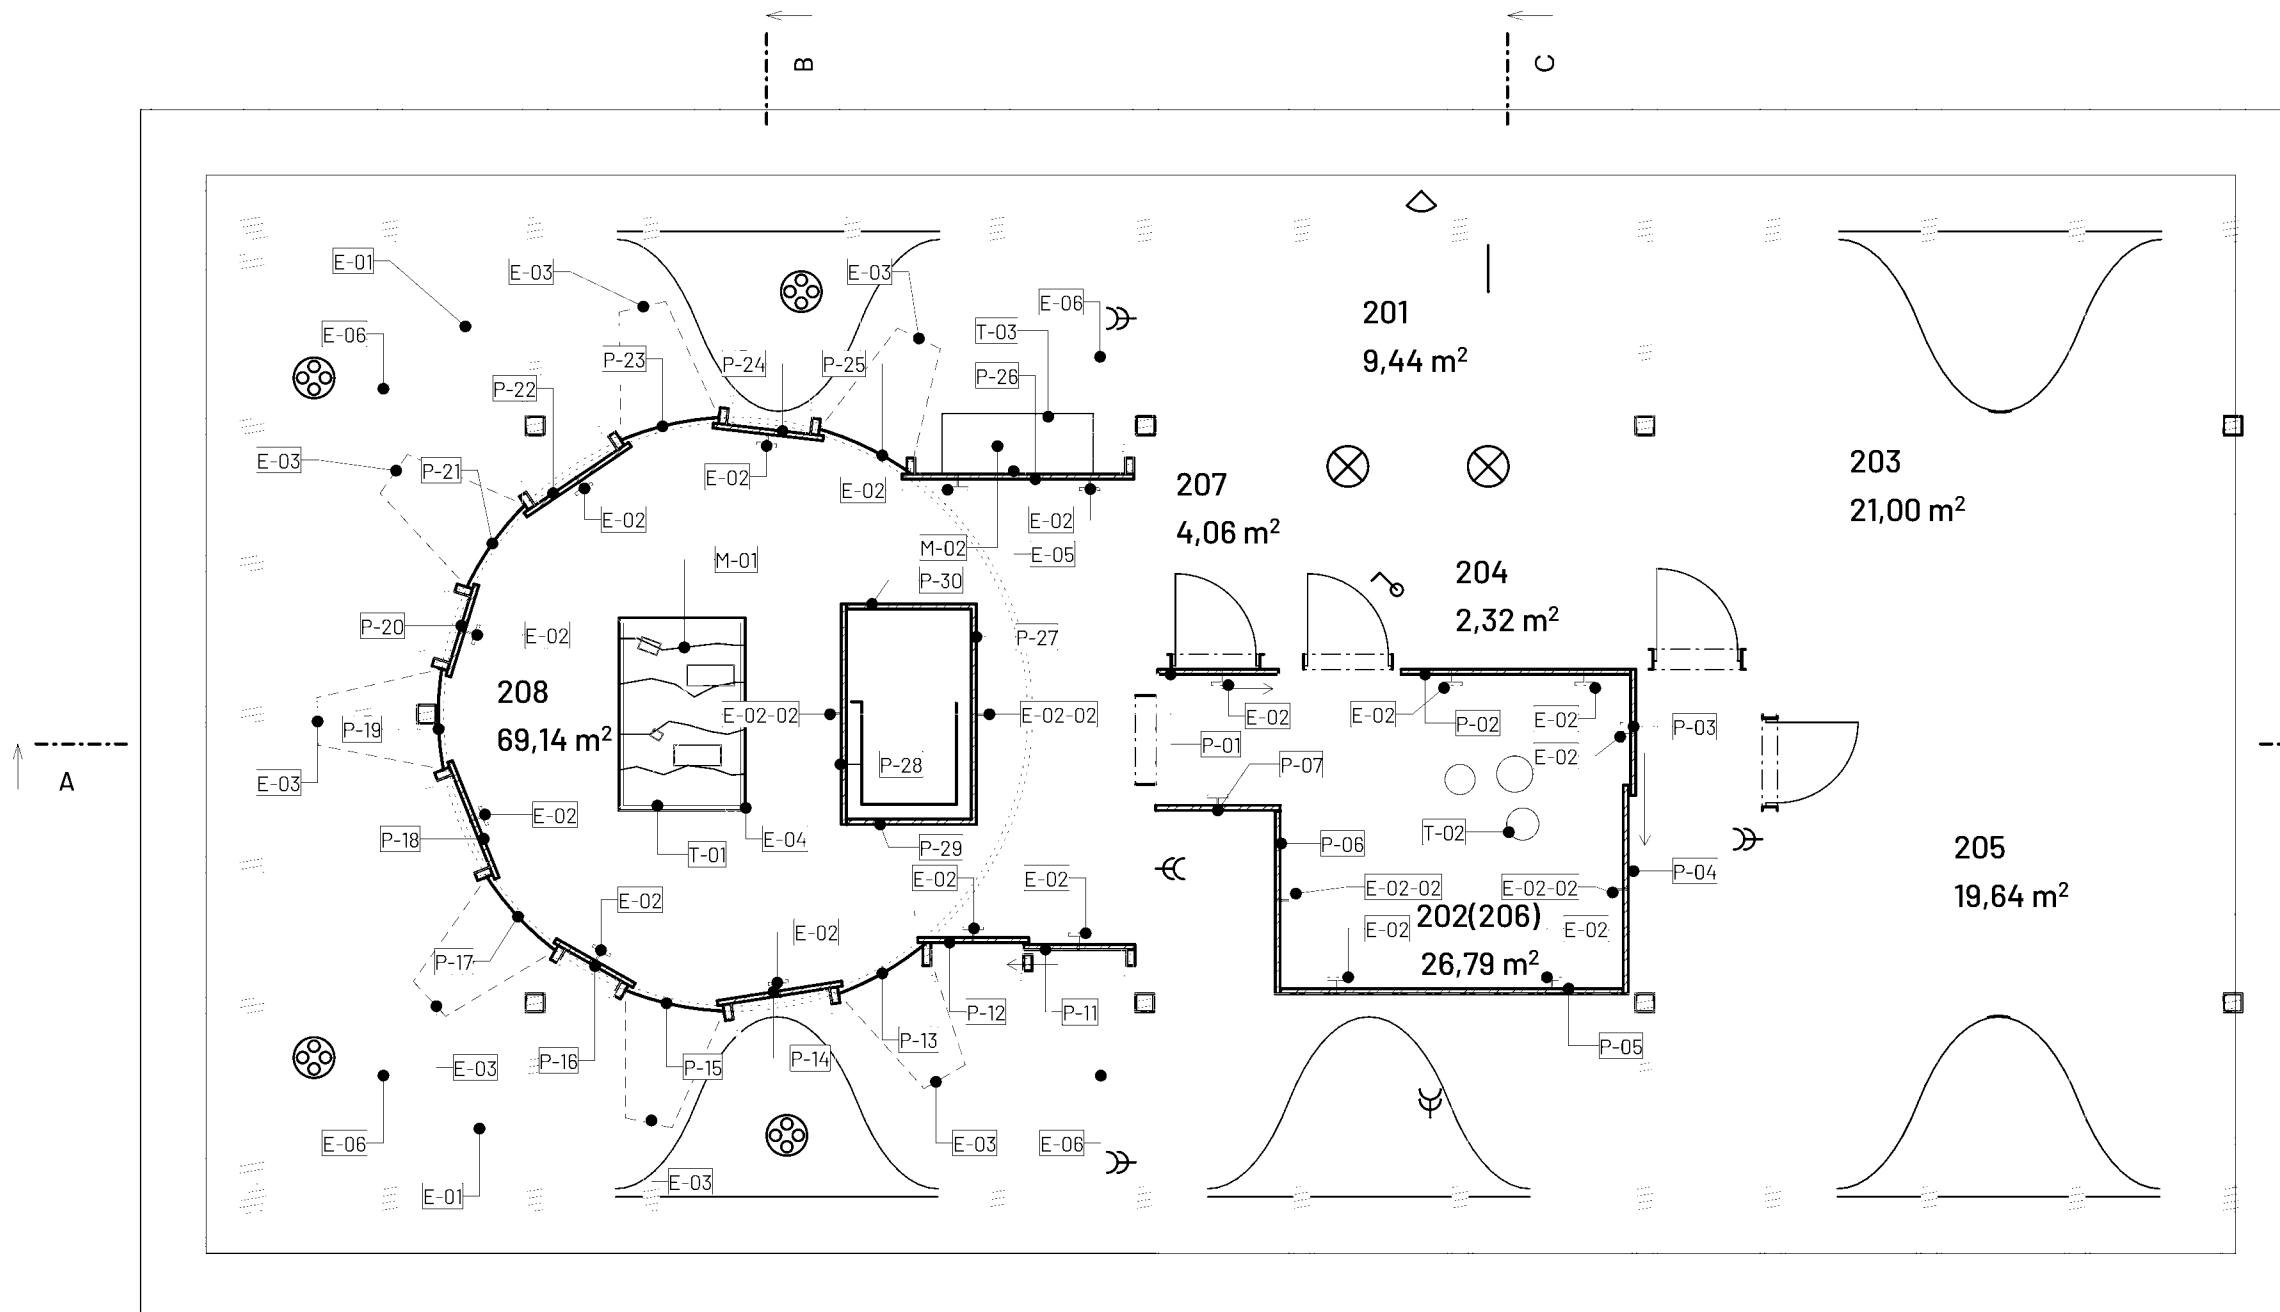 B
C
E-01
E-03
E-03
E-06
T-03
201
9,44 m²
E-06
P-23
P-24
P-25
P-26
P-22
E-03
P-21
E-02
E-02
203
21,00 m²
207
4,06 m²
E-02
E-02
M-02
E-05
M-01
P-30
204
2,32 m²
P-20
E-02
P-27
208
69,14 m²
P-19
E-02-02
E-02-02
E-02
E-02
P-02
E-02
P-03
P-01
E-02
P-07
P-28
A
E-03
E-02
P-18
E-04
T-01
P-29
T-02
P-06
205
19,64 m²
P-04
E-02
E-02
E-02-02
E-02-02
E-02
202(206)
26,79 m²
E-02
E-02
E-02
P-17
P-12
P-11
P-13
P-05
P-16
P-15
P-14
E-03
E-06
E-03
E-06
E-03
E-01